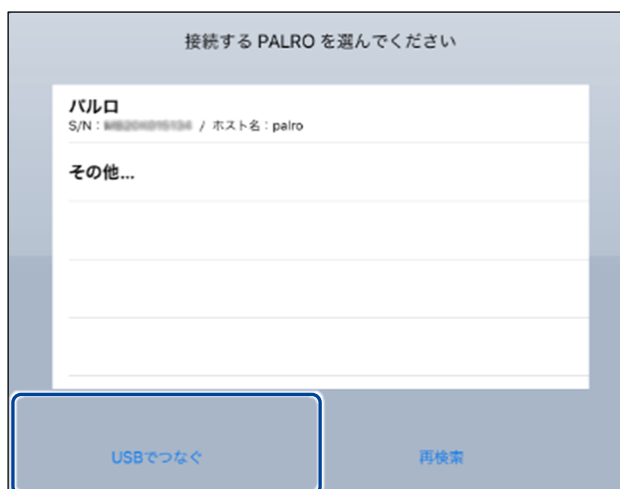 接続する PALRO を選んでください
パルロ
S/N： / ホスト名：palro
その他...
USBでつなぐ
再検索